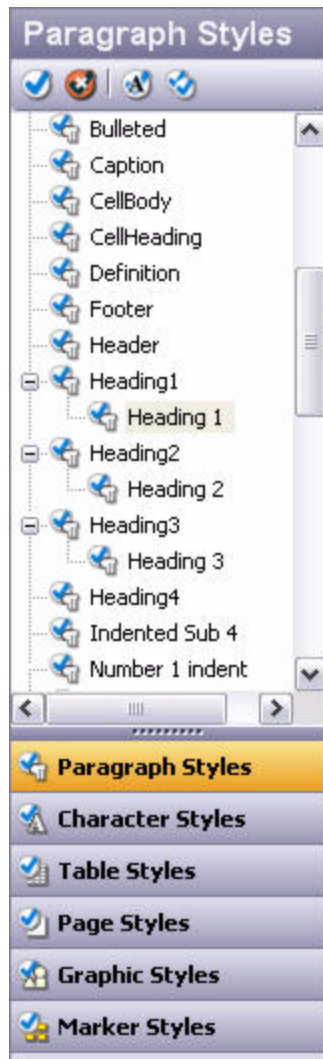 Paragraph Styles
Bulleted
Caption
CellBody
CellHeading
Definition
Footer
Header
Heading1
Heading 1
Heading2
Heading 2
Heading3
Heading 3
Heading4
Indented Sub 4
Number 1 indent
Paragraph Styles
Character Styles
Table Styles
Page Styles
Graphic Styles
Marker Styles